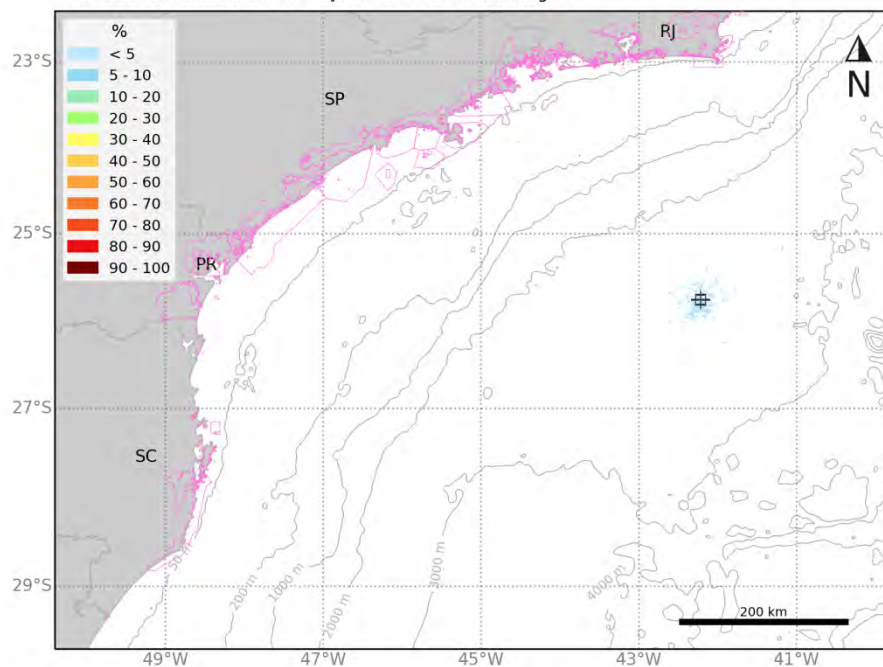 %
< 5
5 - 10
10 - 20
20 - 30
30 - 40
40 - 50
50 - 60
60 - 70
70 - 80
80 - 90
90 - 100
RJ
SP
PR
SC
N
23°S
25°S
27°S
29°S
50 m
200 m
1000 m
2000 m
3000 m
4000 m
200 km
49°W
47°W
45°W
43°W
41°W